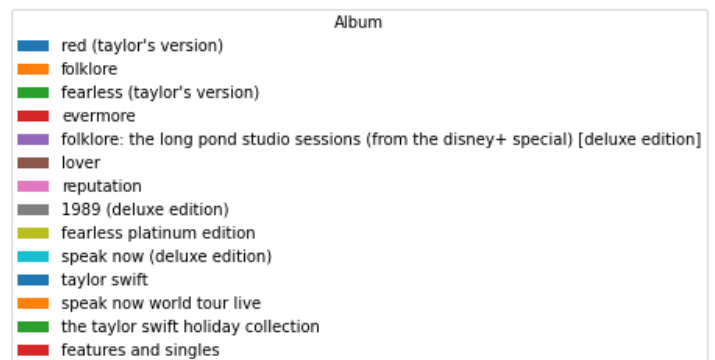 Album
red (taylor's version)
folklore
fearless (taylor's version)
evermore
folklore: the long pond studio sessions (from the disney+ special) [deluxe edition]
lover
reputation
1989 (deluxe edition)
fearless platinum edition
speak now (deluxe edition)
taylor swift
speak now world tour live
the taylor swift holiday collection
features and singles